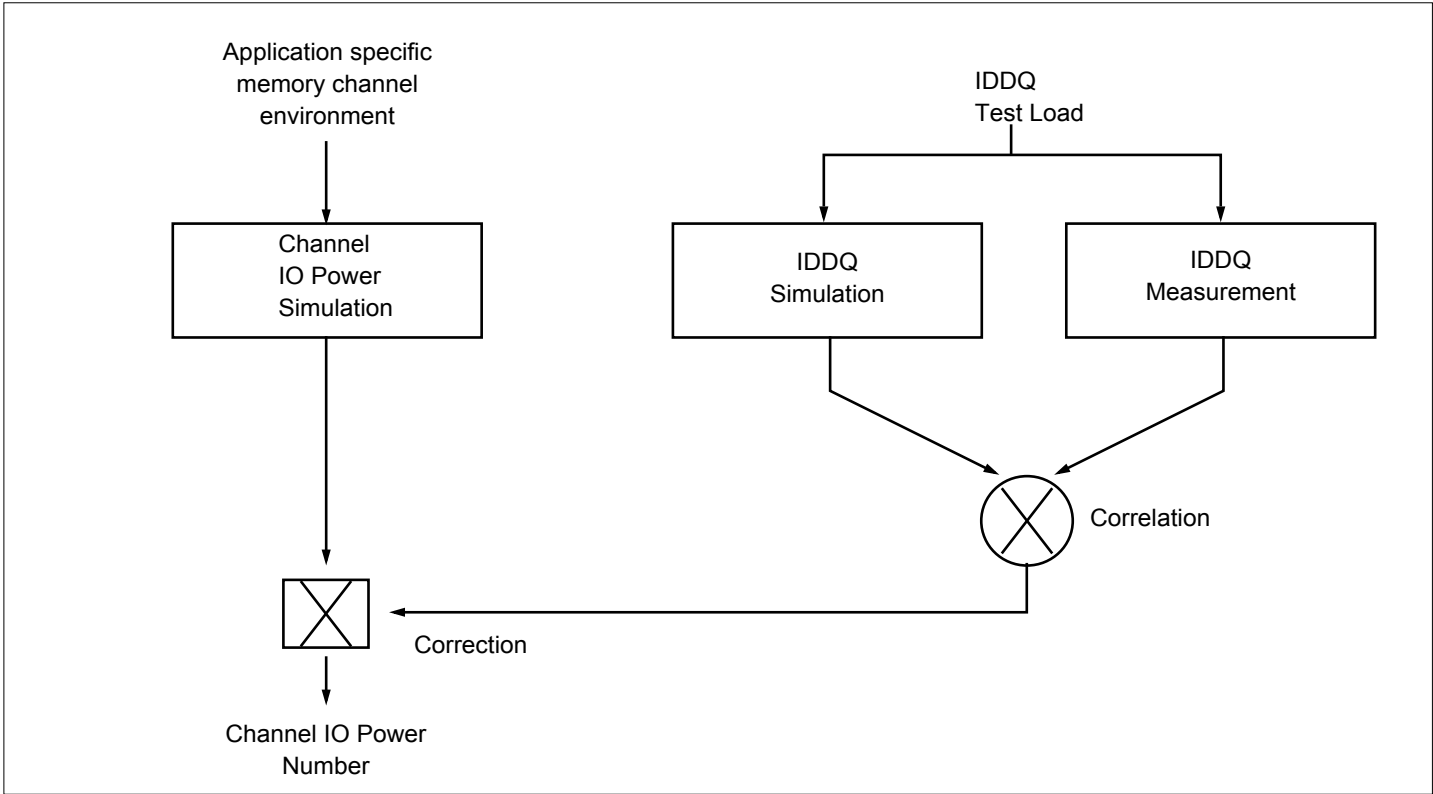 Application specific
memory channel
environment
IDDQ
Test Load
Channel
IO Power
Simulation
IDDQ
Simulation
IDDQ
Measurement
Correlation
Correction
Channel IO Power
Number